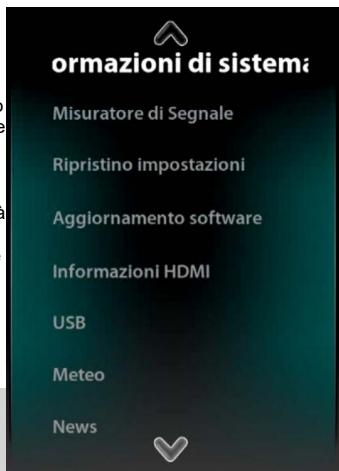 ormazioni di sistema
Misuratore di Segnale
Ripristino impostazioni
Aggiornamento software
Informazioni HDMI
USB
Meteo
News